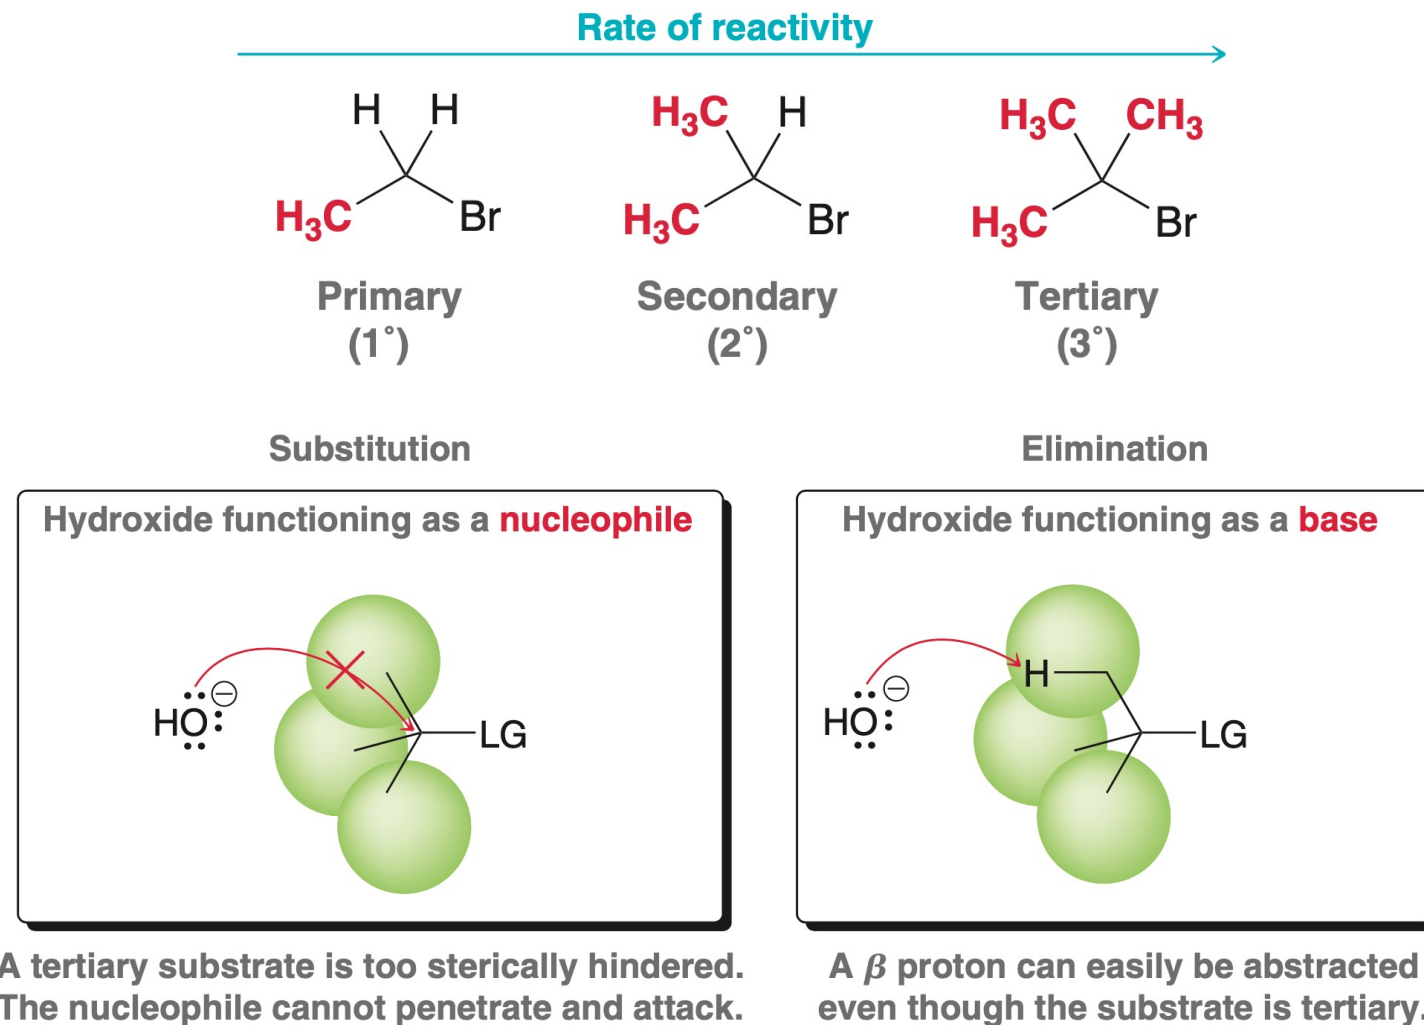 Rate of reactivity
H H
H₃C Br
Primary
(1°)
H₃C H
H₃C Br
Secondary
(2°)
H₃C CH₃
H₃C Br
Tertiary
(3°)
Substitution
Hydroxide functioning as a nucleophile
HO:⊖
LG
A tertiary substrate is too sterically hindered.
The nucleophile cannot penetrate and attack.
Elimination
Hydroxide functioning as a base
HO:⊖
H
LG
A β proton can easily be abstracted
even though the substrate is tertiary.